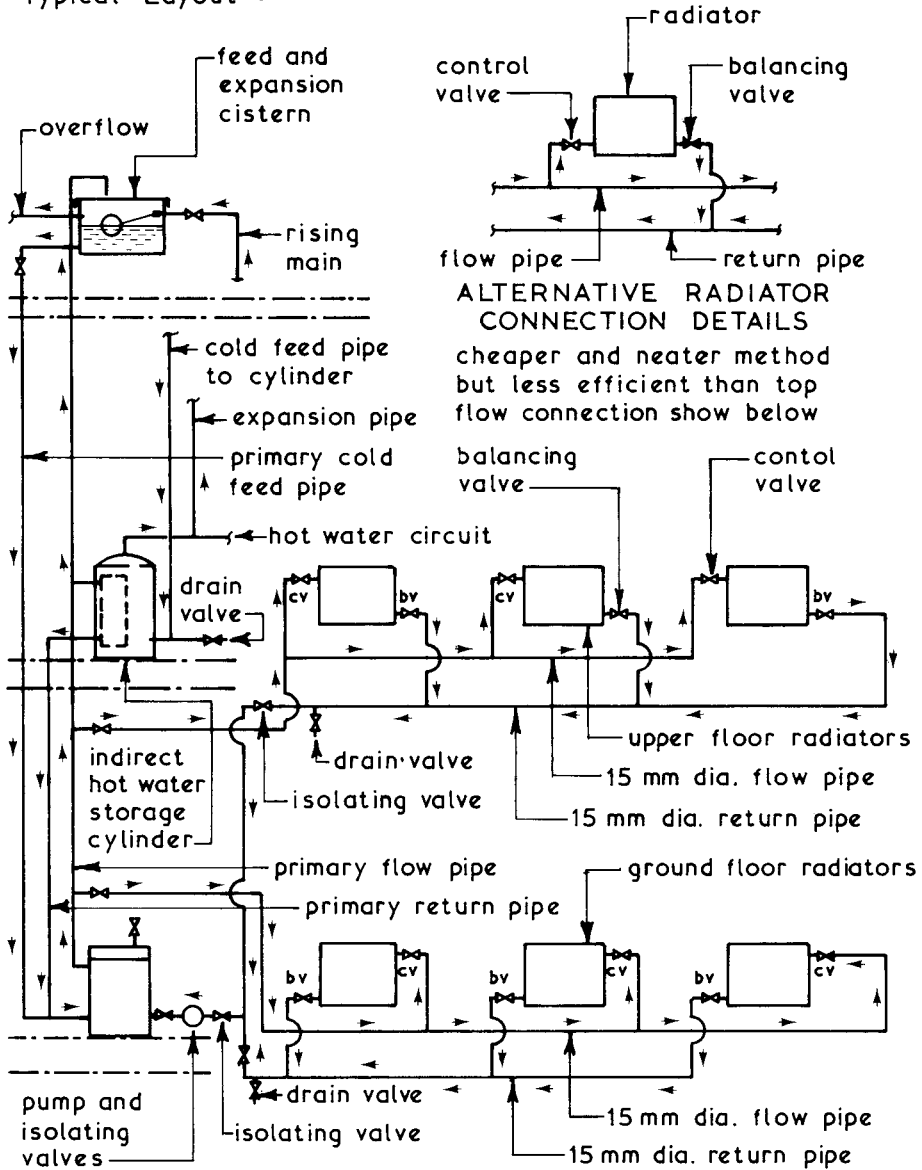 Typical Layout ~
radiator
control
valve
balancing
valve
feed and
expansion
cistern
overflow
rising
main
flow pipe
return pipe
ALTERNATIVE RADIATOR
CONNECTION DETAILS
cheaper and neater method
but less efficient than top
flow connection show below
cold feed pipe
to cylinder
expansion pipe
primary cold
feed pipe
balancing
valve
contol
valve
hot water circuit
drain
valve
cv
bv
cv
bv
upper floor radiators
15 mm dia. flow pipe
15 mm dia. return pipe
drain valve
isolating valve
indirect
hot water
storage
cylinder
primary flow pipe
ground floor radiators
primary return pipe
bv
cv
bv
cv
bv
cv
drain valve
pump and
isolating
valves
isolating valve
15 mm dia. flow pipe
15 mm dia. return pipe